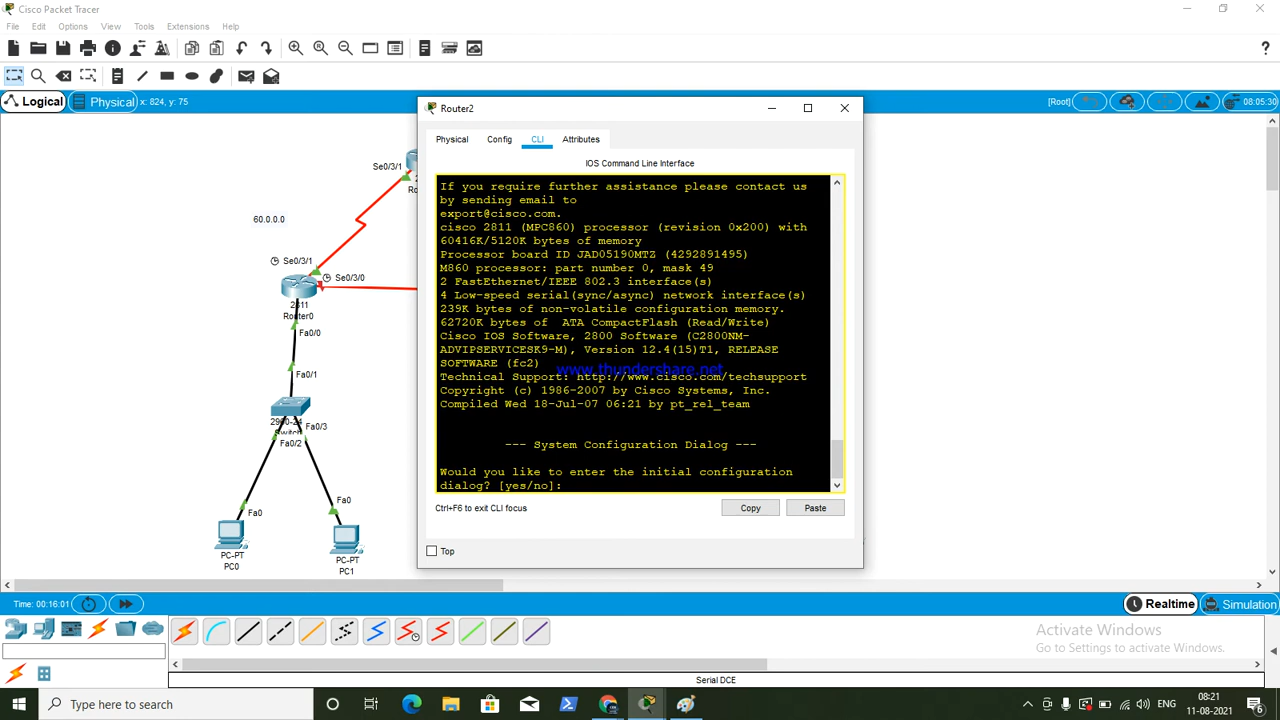 Cisco Packet Tracer
File Edit Options View Tools Extensions Help
Logical Physical x: 824, y: 75 [Root] 08:05:30
Se0/3/1
60.0.0.0
Se0/3/1
Se0/3/0
2811
Router0
Fa0/0
Fa0/1
2960-24
Switch
Fa0/3
Fa0/2
Fa0
Fa0
PC-PT
PC0
PC-PT
PC1
Router2
Physical Config CLI Attributes
IOS Command Line Interface
If you require further assistance please contact us
by sending email to
export@cisco.com.
cisco 2811 (MPC860) processor (revision 0x200) with
60416K/5120K bytes of memory
Processor board ID JAD05190MTZ (4292891495)
M860 processor: part number 0, mask 49
2 FastEthernet/IEEE 802.3 interface(s)
4 Low-speed serial(sync/async) network interface(s)
239K bytes of non-volatile configuration memory.
62720K bytes of ATA CompactFlash (Read/Write)
Cisco IOS Software, 2800 Software (C2800NM-
ADVIPSERVICESK9-M), Version 12.4(15)T1, RELEASE
SOFTWARE (fc2)
www.thundershare.net
Technical Support: http://www.cisco.com/techsupport
Copyright (c) 1986-2007 by Cisco Systems, Inc.
Compiled Wed 18-Jul-07 06:21 by pt_rel_team
--- System Configuration Dialog ---
Would you like to enter the initial configuration
dialog? [yes/no]:
Ctrl+F6 to exit CLI focus Copy Paste
Top
Time: 00:16:01 Realtime Simulation
Activate Windows
Go to Settings to activate Windows.
Serial DCE
Type here to search
ENG
08:21
11-08-2021
6